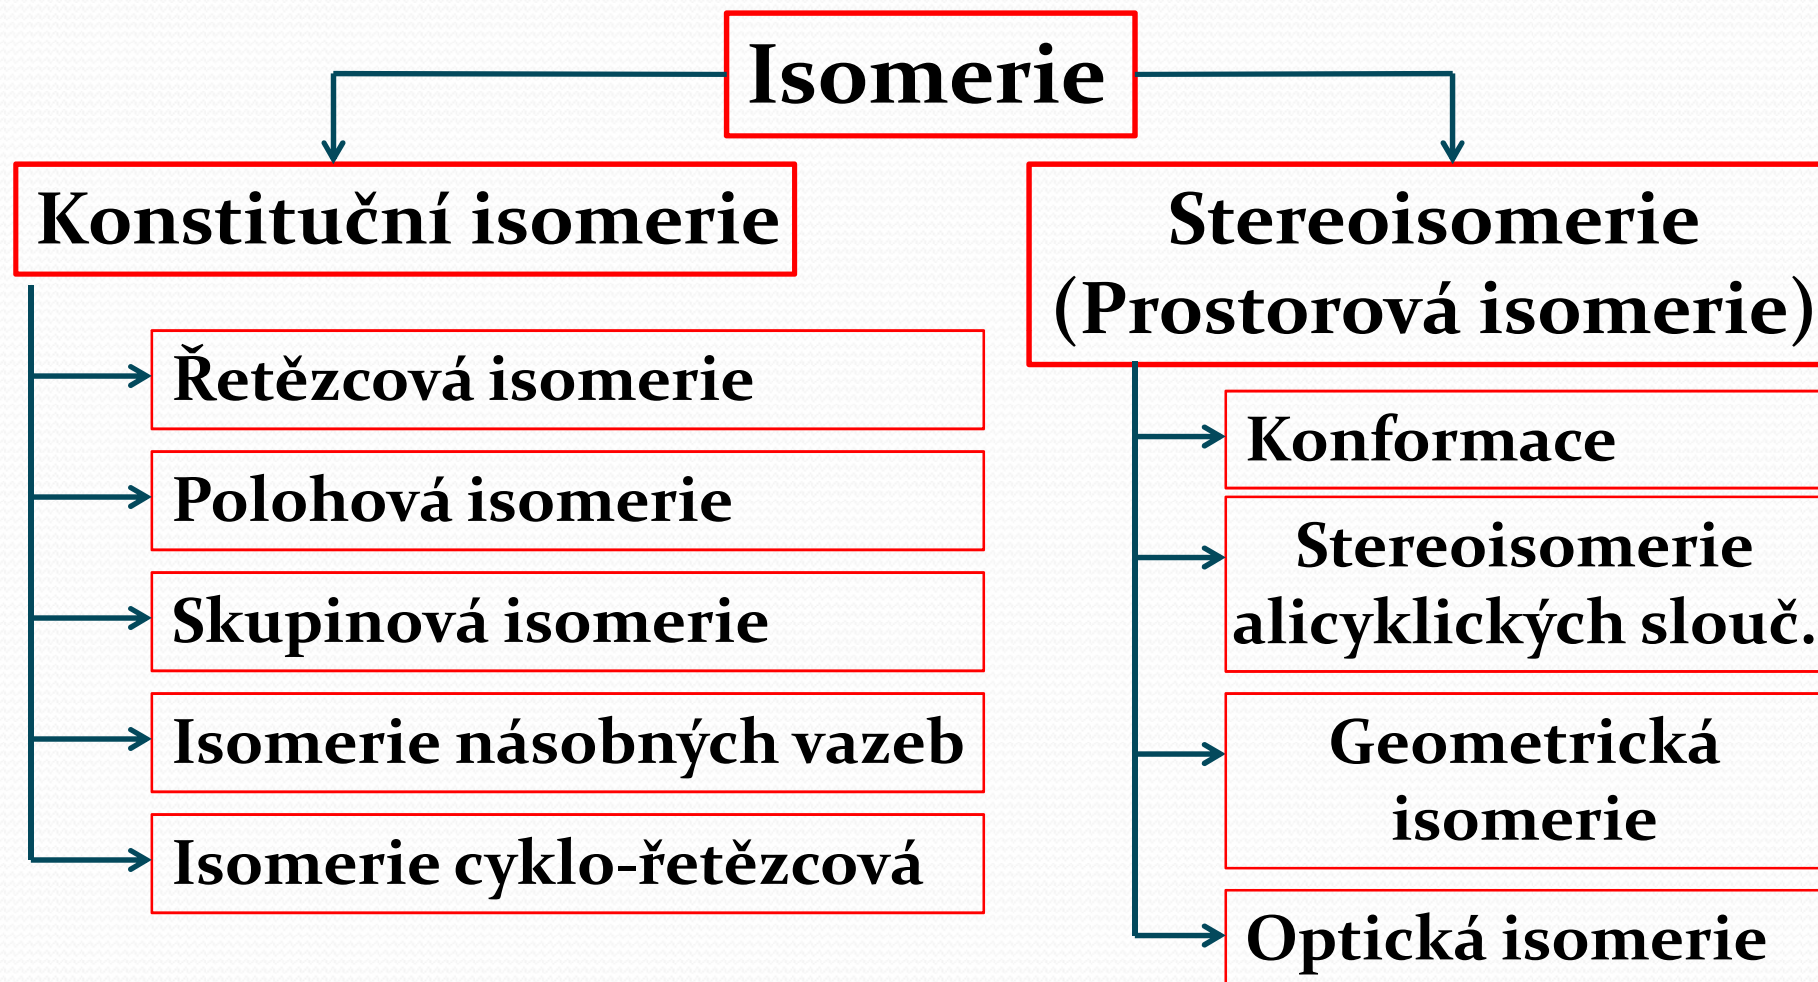 Isomerie
Konstituční isomerie
Řetězcová isomerie
Polohová isomerie
Skupinová isomerie
Isomerie násobných vazeb
Isomerie cyklo-řetězcová
Stereoisomerie
(Prostorová isomerie)
Konformace
Stereoisomerie
alicyklických slouč.
Geometrická
isomerie
Optická isomerie